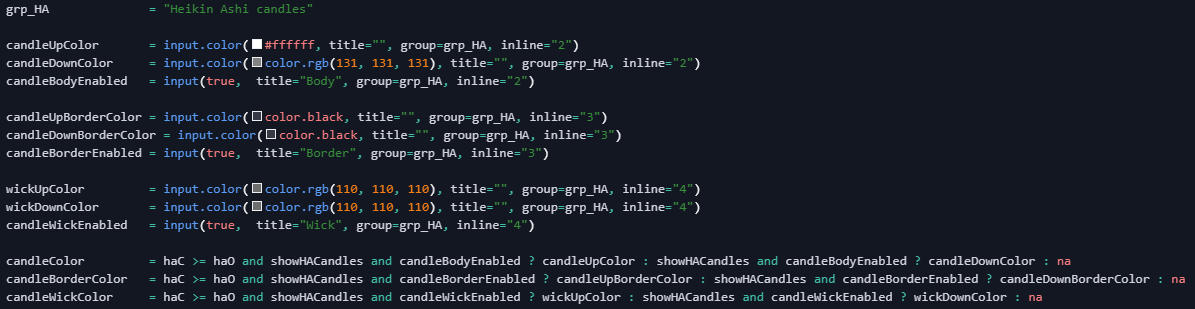 grp_HA = "Heikin Ashi candles"
candleUpColor = input.color(#ffffff, title="", group=grp_HA, inline="2")
candleDownColor = input.color(color.rgb(131, 131, 131), title="", group=grp_HA, inline="2")
candleBodyEnabled = input(true, title="Body", group=grp_HA, inline="2")
candleUpBorderColor = input.color(color.black, title="", group=grp_HA, inline="3")
candleDownBorderColor = input.color(color.black, title="", group=grp_HA, inline="3")
candleBorderEnabled = input(true, title="Border", group=grp_HA, inline="3")
wickUpColor = input.color(color.rgb(110, 110, 110), title="", group=grp_HA, inline="4")
wickDownColor = input.color(color.rgb(110, 110, 110), title="", group=grp_HA, inline="4")
candleWickEnabled = input(true, title="Wick", group=grp_HA, inline="4")
candleColor = haC >= haO and showHACandles and candleBodyEnabled ? candleUpColor : showHACandles and candleBodyEnabled ? candleDownColor : na
candleBorderColor = haC >= haO and showHACandles and candleBorderEnabled ? candleUpBorderColor : showHACandles and candleBorderEnabled ? candleDownBorderColor : na
candleWickColor = haC >= haO and showHACandles and candleWickEnabled ? wickUpColor : showHACandles and candleWickEnabled ? wickDownColor : na